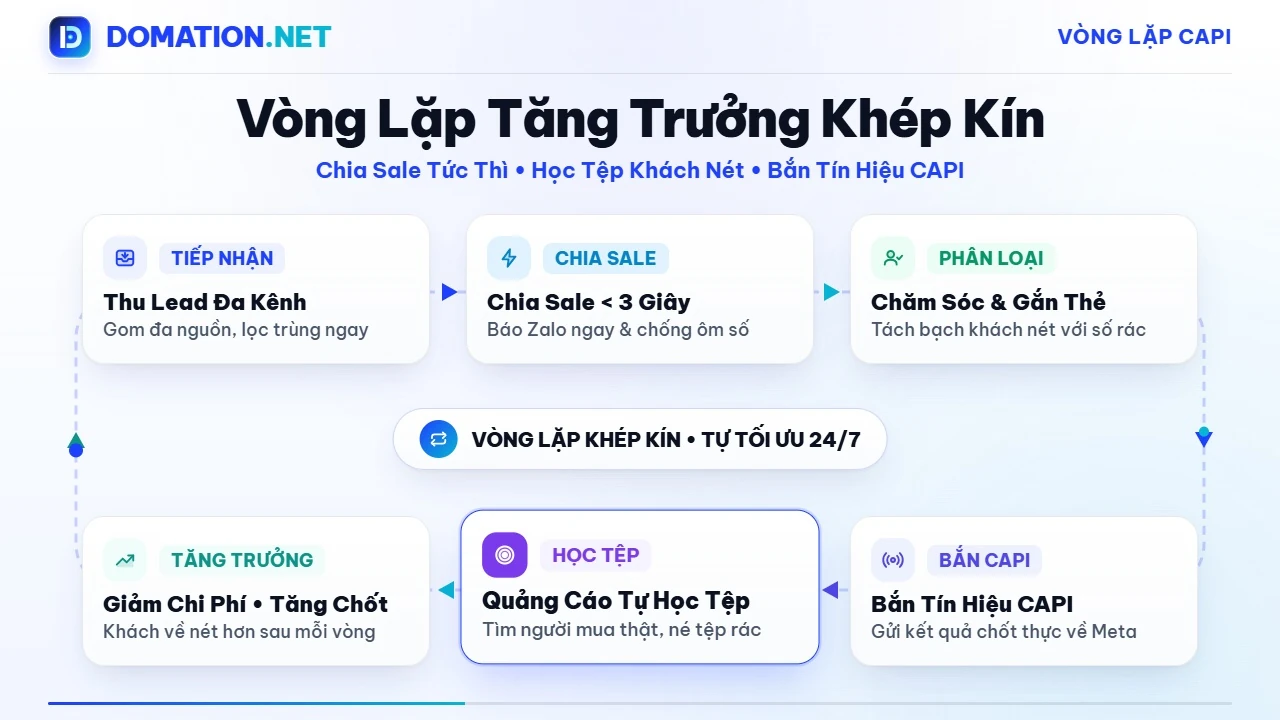 DOMATION.NET
VÒNG LẶP CAPI
Vòng Lặp Tăng Trưởng Khép Kín
Chia Sale Tức Thì • Học Tệp Khách Nét • Bắn Tín Hiệu CAPI
TIẾP NHẬN
Thu Lead Đa Kênh
Gom đa nguồn, lọc trùng ngay
CHIA SALE
Chia Sale < 3 Giây
Báo Zalo ngay & chống ôm số
PHÂN LOẠI
Chăm Sóc & Gắn Thẻ
Tách bạch khách nét với số rác
VÒNG LẶP KHÉP KÍN • TỰ TỐI ƯU 24/7
TĂNG TRƯỞNG
Giảm Chi Phí • Tăng Chốt
Khách về nét hơn sau mỗi vòng
HỌC TỆP
Quảng Cáo Tự Học Tệp
Tìm người mua thật, né tệp rác
BẮN CAPI
Bắn Tín Hiệu CAPI
Gửi kết quả chốt thực về Meta